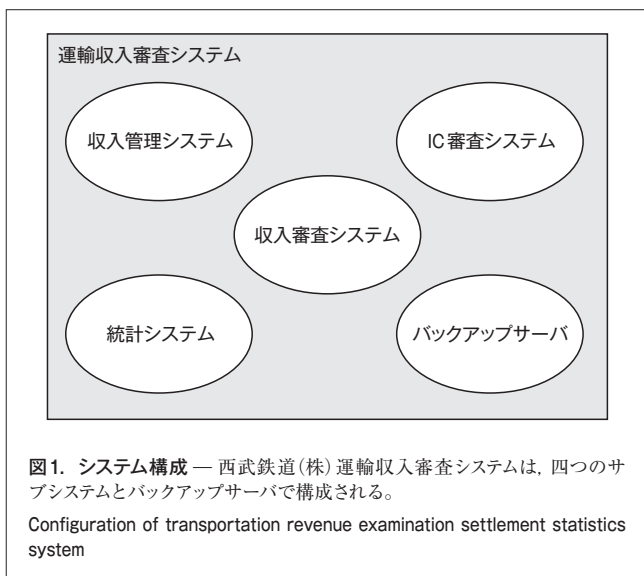 運輸収入審査システム
収入管理システム
IC審査システム
収入審査システム
統計システム
バックアップサーバ
図1. システム構成 — 西武鉄道(株)運輸収入審査システムは,四つのサ
ブシステムとバックアップサーバで構成される。
Configuration of transportation revenue examination settlement statistics
system